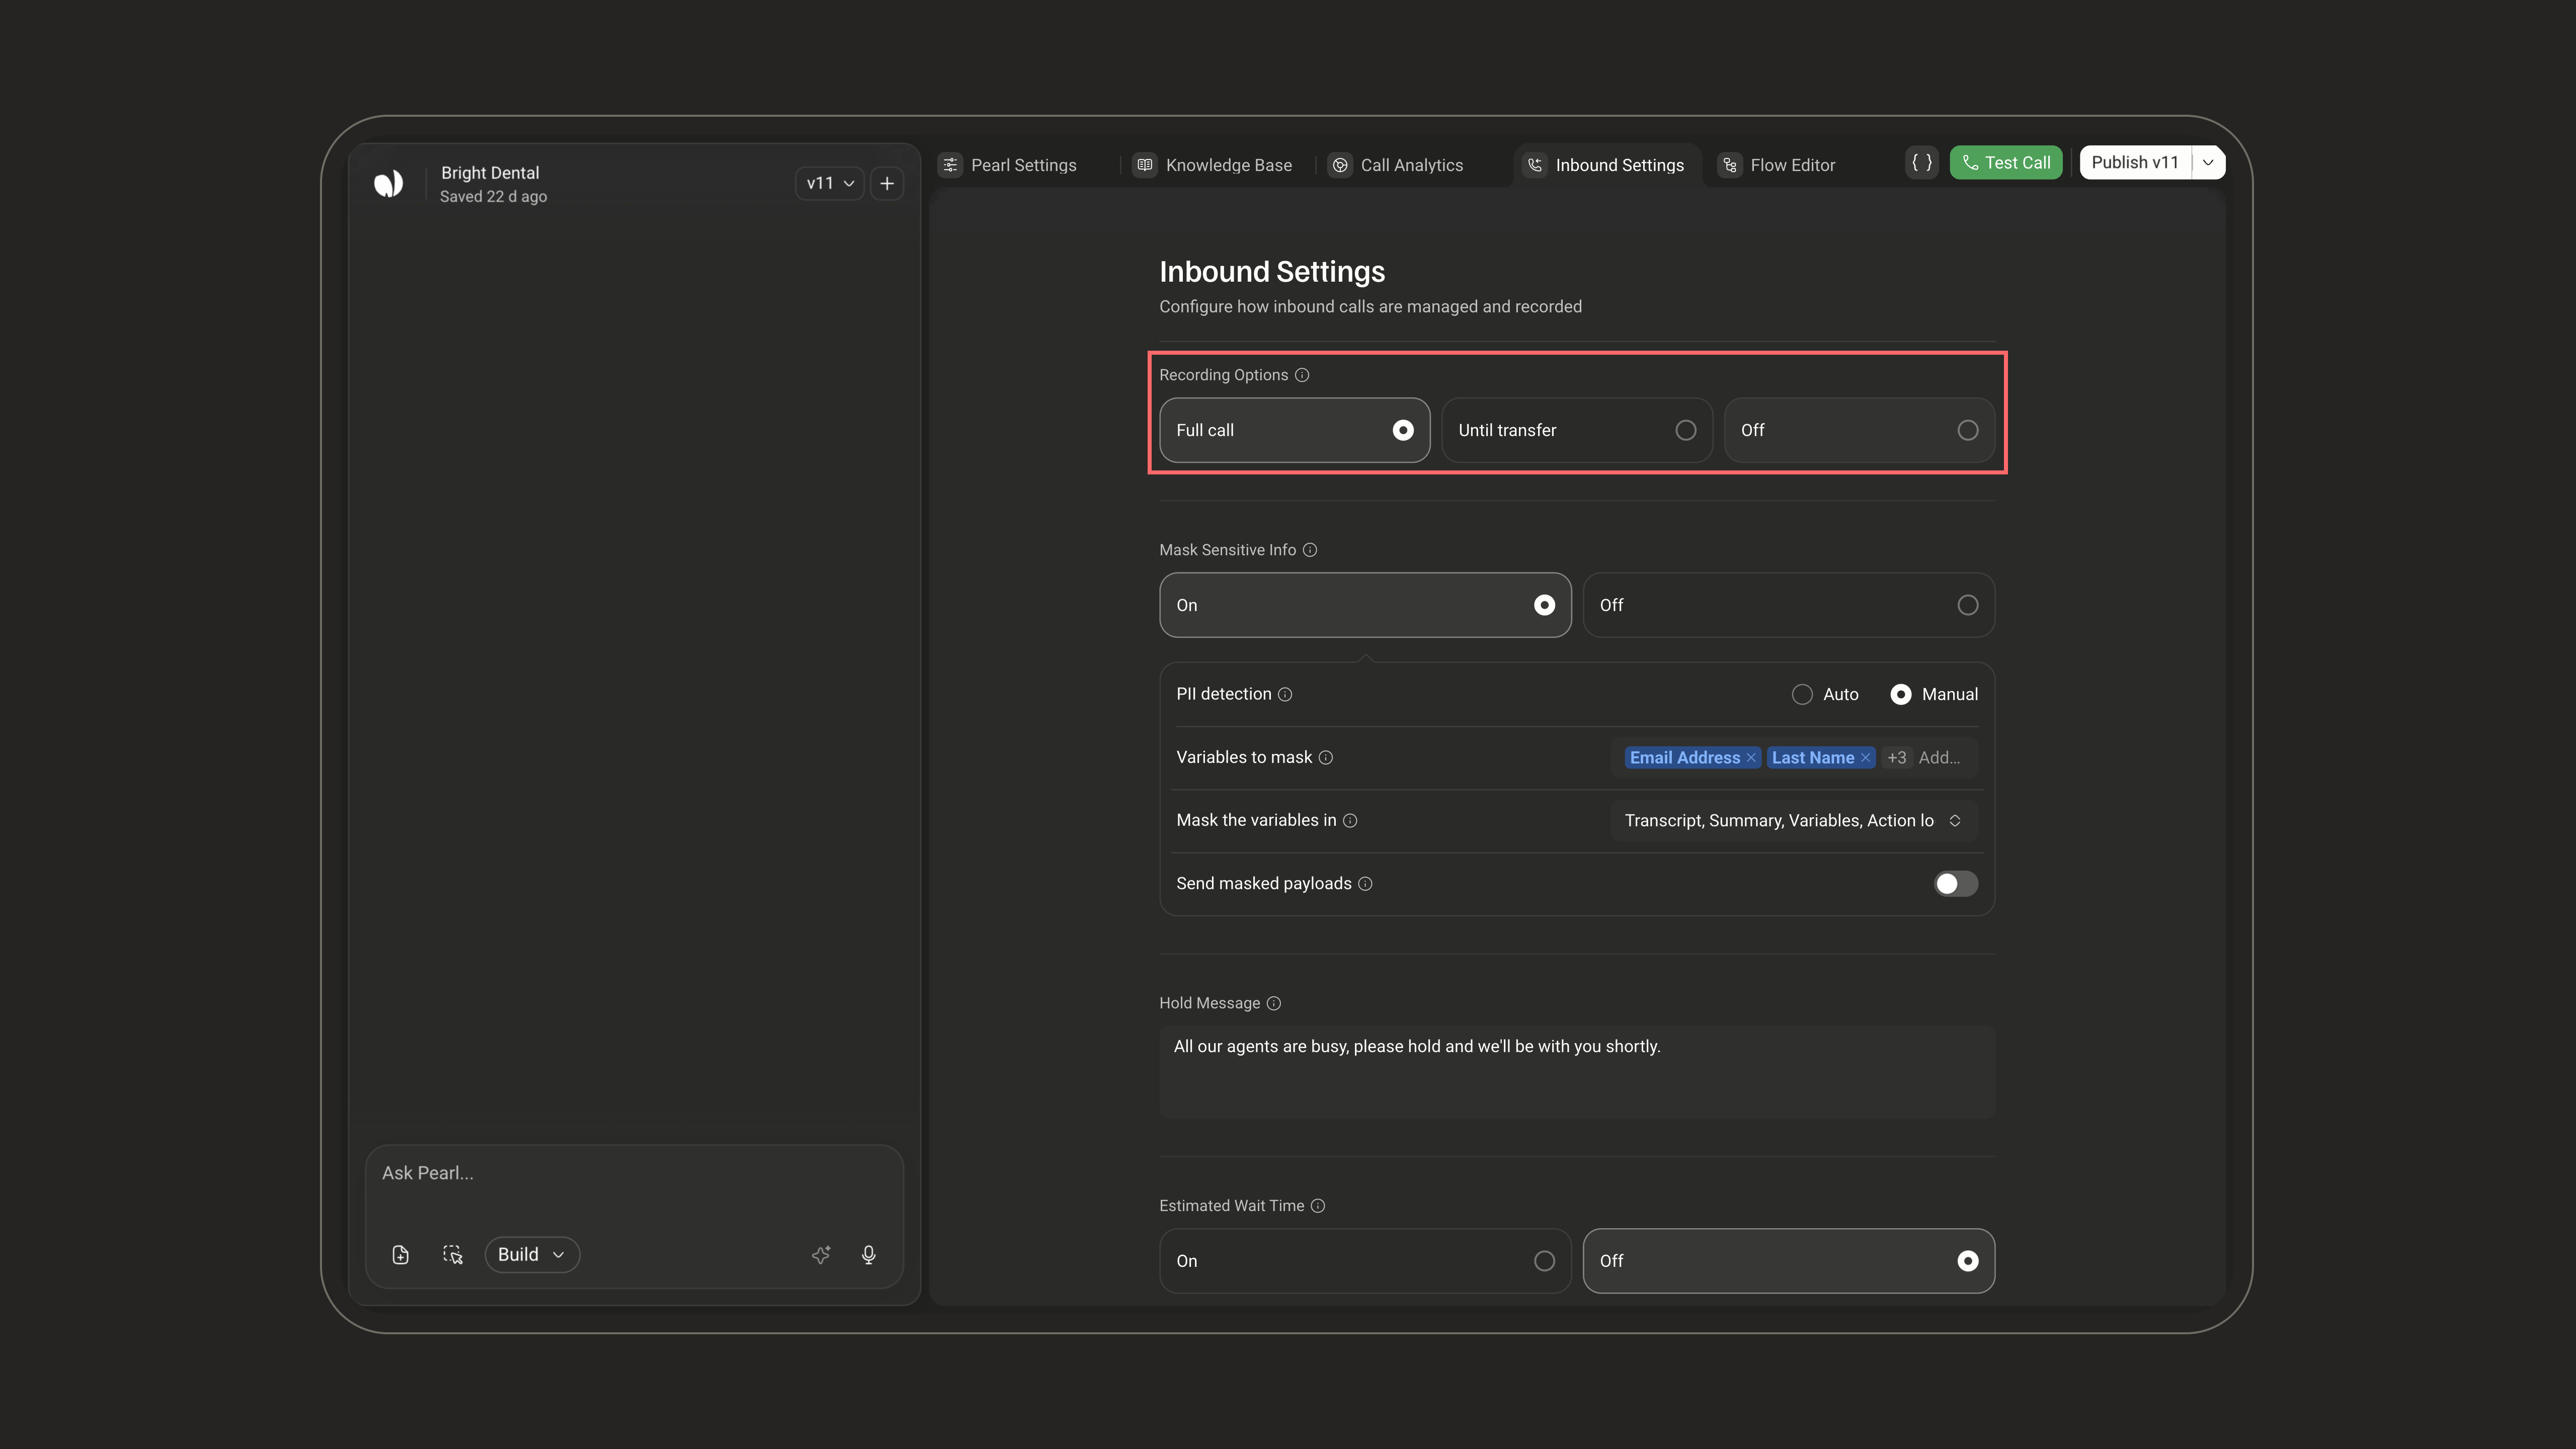 Bright Dental
Saved 22 d ago
v11
Pearl Settings
Knowledge Base
Call Analytics
Inbound Settings
Flow Editor
{ }
Test Call
Publish v11
Inbound Settings
Configure how inbound calls are managed and recorded
Recording Options
Full call
Until transfer
Off
Mask Sensitive Info
On
Off
PII detection
Auto
Manual
Variables to mask
Email Address
Last Name
+3
Add...
Mask the variables in
Transcript, Summary, Variables, Action lo
Send masked payloads
Hold Message
All our agents are busy, please hold and we'll be with you shortly.
Estimated Wait Time
On
Off
Ask Pearl...
Build